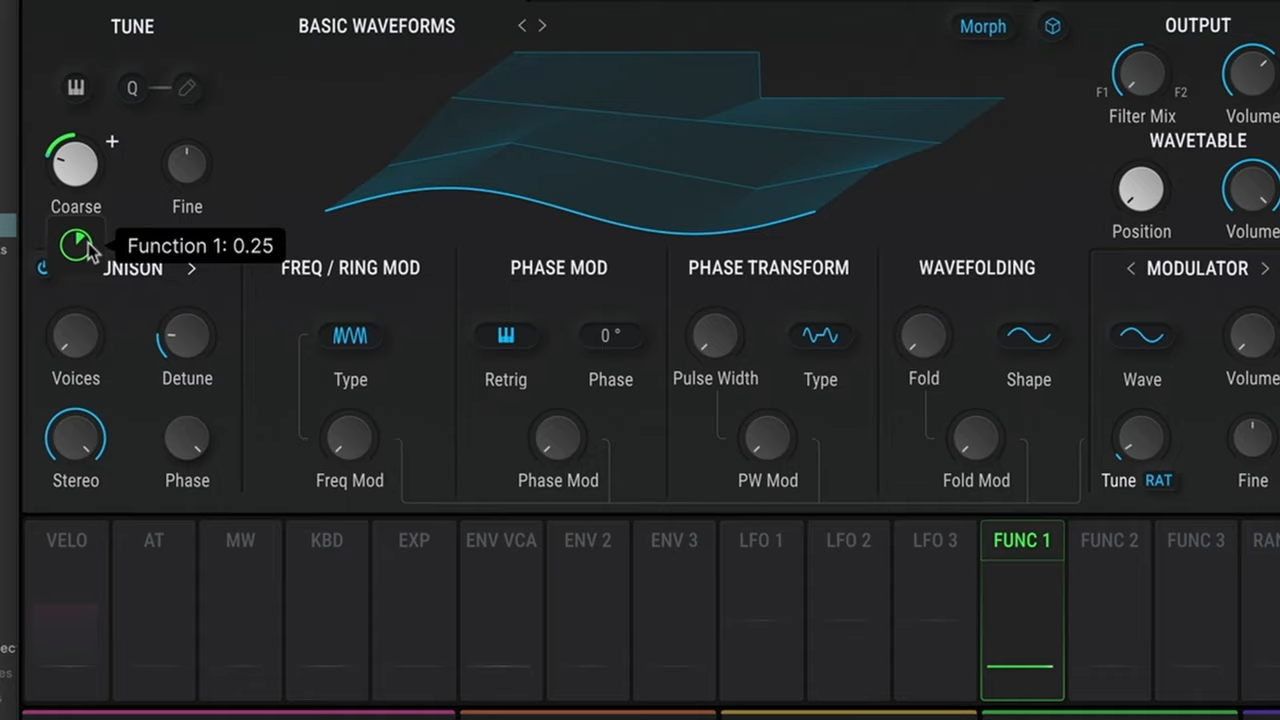 TUNE
BASIC WAVEFORMS
Morph
OUTPUT
Q
F1
F2
Filter Mix
Volume
WAVETABLE
Coarse
Fine
Position
Volume
Function 1: 0.25
UNISON
FREQ / RING MOD
PHASE MOD
PHASE TRANSFORM
WAVEFOLDING
MODULATOR
0 °
Voices
Detune
Type
Retrig
Phase
Pulse Width
Type
Fold
Shape
Wave
Volume
Stereo
Phase
Freq Mod
Phase Mod
PW Mod
Fold Mod
Tune RAT
Fine
VELO
AT
MW
KBD
EXP
ENV VCA
ENV 2
ENV 3
LFO 1
LFO 2
LFO 3
FUNC 1
FUNC 2
FUNC 3
RAN
ec
es
s